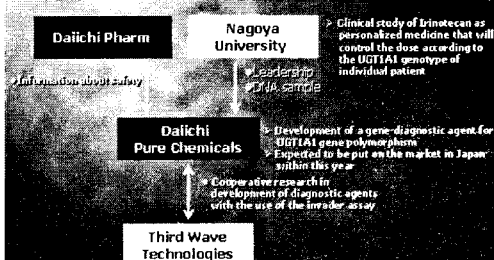 Daiichi Pharm
Nagoya
University
Clinical study of Irinotecan as
personalized medicine that will
control the dose according to
the UGT1A1 genotype of
individual patient
Information about safety
Leadership
DNA sample
Daiichi
Pure Chemicals
Development of a gene-diagnostic agent for
UGT1A1 gene polymorphism
Expected to be put on the market in Japan
within this year
Cooperative research in
development of diagnostic agents
with the use of the invader assay
Third Wave
Technologies